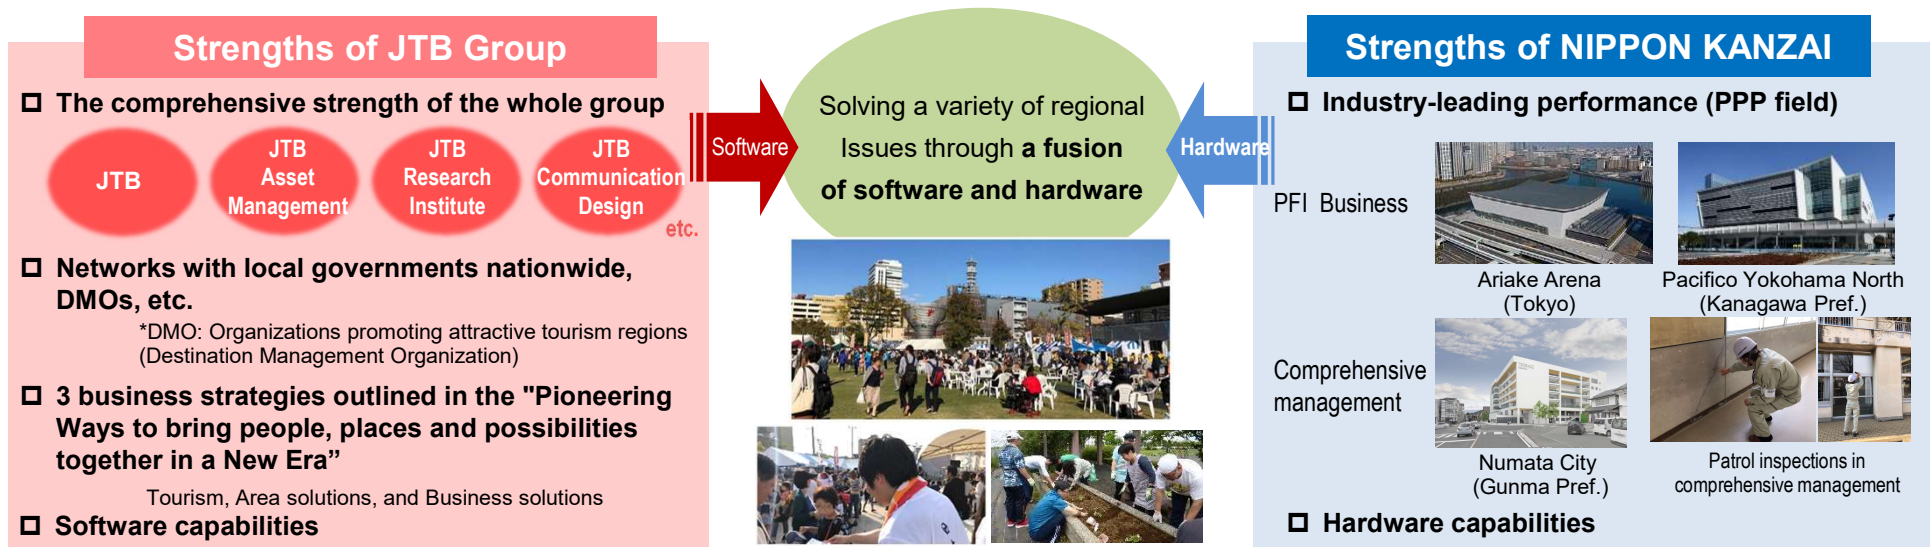 Strengths of JTB Group
□ The comprehensive strength of the whole group
JTB
JTB
Asset
Management
JTB
Research
Institute
JTB
Communication
Design
etc.
□ Networks with local governments nationwide,
DMOs, etc.
*DMO: Organizations promoting attractive tourism regions
(Destination Management Organization)
□ 3 business strategies outlined in the "Pioneering
Ways to bring people, places and possibilities
together in a New Era”
Tourism, Area solutions, and Business solutions
□ Software capabilities
Software
Solving a variety of regional
Issues through a fusion
of software and hardware
Hardware
Strengths of NIPPON KANZAI
□ Industry-leading performance (PPP field)
PFI Business
Ariake Arena
(Tokyo)
Pacifico Yokohama North
(Kanagawa Pref.)
Comprehensive
management
Numata City
(Gunma Pref.)
Patrol inspections in
comprehensive management
□ Hardware capabilities